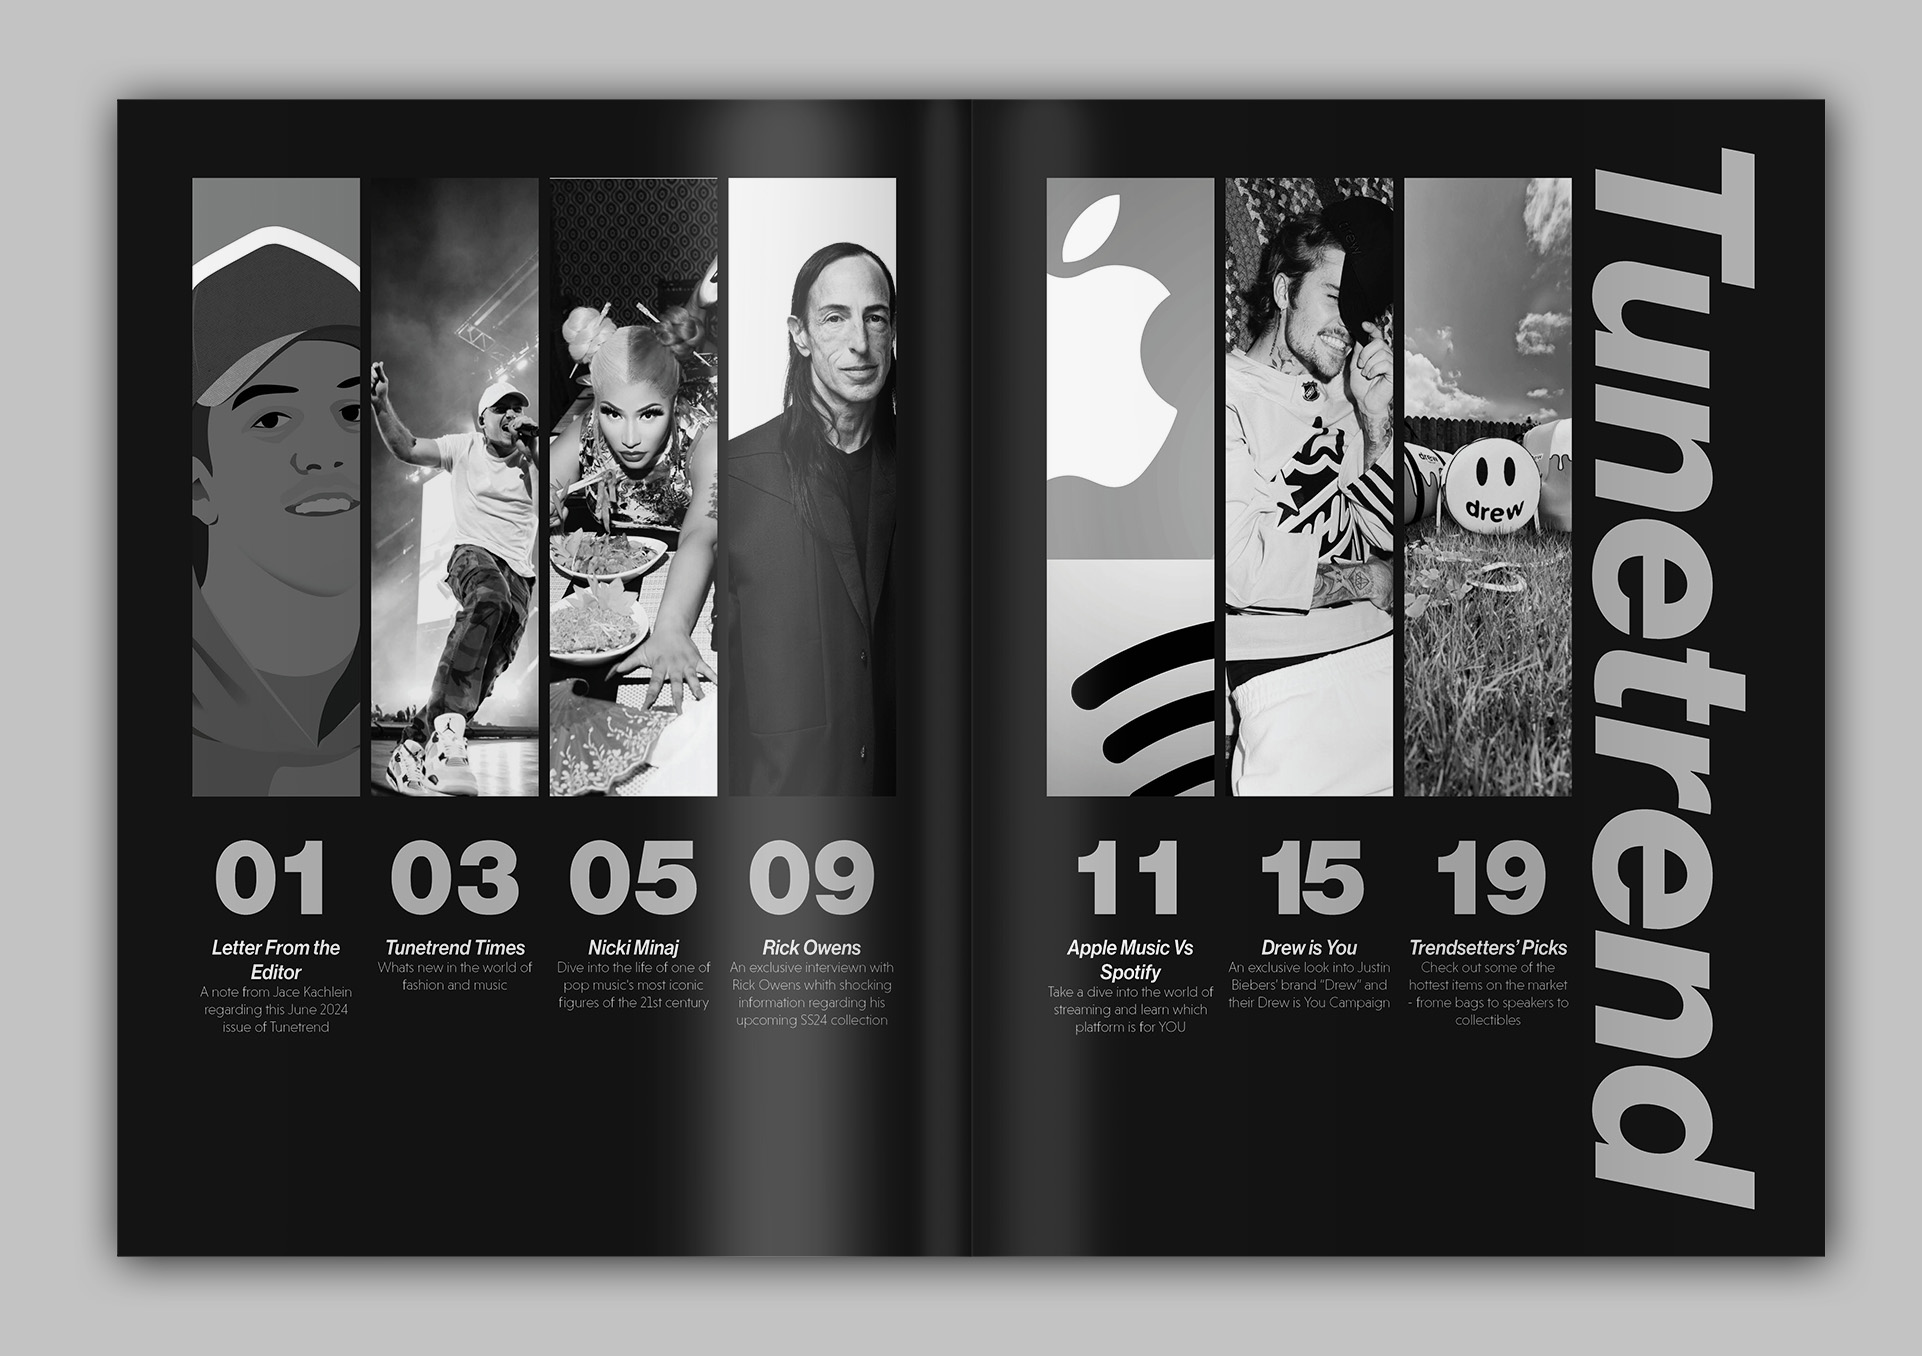 01
Letter From the
Editor
A note from Jace Kachlein
regarding this June 2024
issue of Tunetrend
03
Tunetrend Times
Whats new in the world of
fashion and music
05
Nicki Minaj
Dive into the life of one of
pop music's most iconic
figures of the 21st century
09
Rick Owens
An exclusive interviewn with
Rick Owens whith shocking
information regarding his
upcoming SS24 collection
drew
11
Apple Music Vs
Spotify
Take a dive into the world of
streaming and learn which
platform is for YOU
15
Drew is You
An exclusive look into Justin
Biebers' brand "Drew" and
their Drew is You Campaign
19
Trendsetters' Picks
Check out some of the
hottest items on the market
- frome bags to speakers to
collectibles
Tunetrend